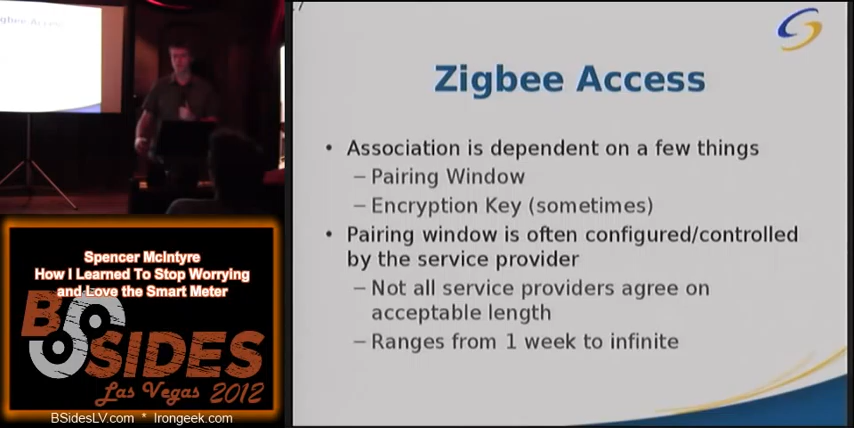 Zigbee Access
• Association is dependent on a few things
– Pairing Window
– Encryption Key (sometimes)
• Pairing window is often configured/controlled
by the service provider
– Not all service providers agree on
acceptable length
– Ranges from 1 week to infinite
Spencer McIntyre
How I Learned To Stop Worrying
and Love the Smart Meter
BSIDES
Las Vegas 2012
BSidesLV.com * Irongeek.com